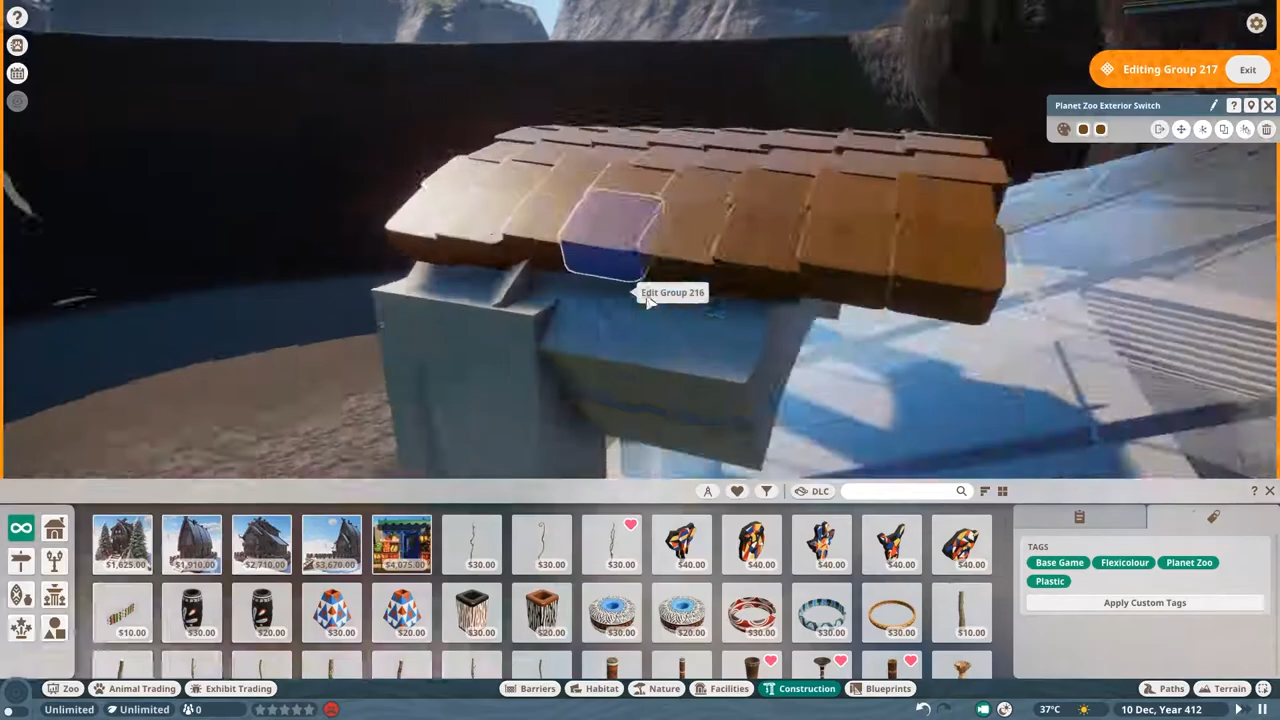 ?
Editing Group 217
Exit
Planet Zoo Exterior Switch
?
Edit Group 216
DLC
?
$1,625.00
$1,910.00
$2,710.00
$3,670.00
$4,075.00
$30.00
$30.00
$30.00
$40.00
$40.00
$40.00
$40.00
$40.00
TAGS
Base Game
Flexicolour
Planet Zoo
Plastic
Apply Custom Tags
$10.00
$30.00
$20.00
$30.00
$20.00
$30.00
$20.00
$30.00
$20.00
$30.00
$30.00
$30.00
$10.00
Zoo
Animal Trading
Exhibit Trading
Barriers
Habitat
Nature
Facilities
Construction
Blueprints
Paths
Terrain
Unlimited
Unlimited
0
37°C
10 Dec, Year 412